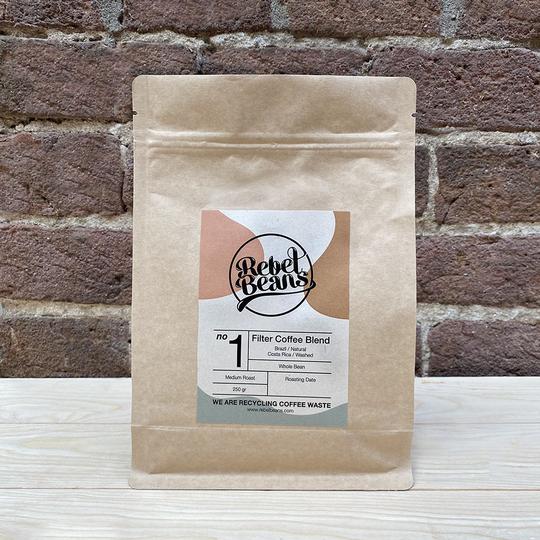 Rebel
Beans
no 1
Filter Coffee Blend
Brazil / Natural
Costa Rica / Washed
Whole Bean
Medium Roast
Roasting Date
250 gr
WE ARE RECYCLING COFFEE WASTE
www.rebelbeans.com